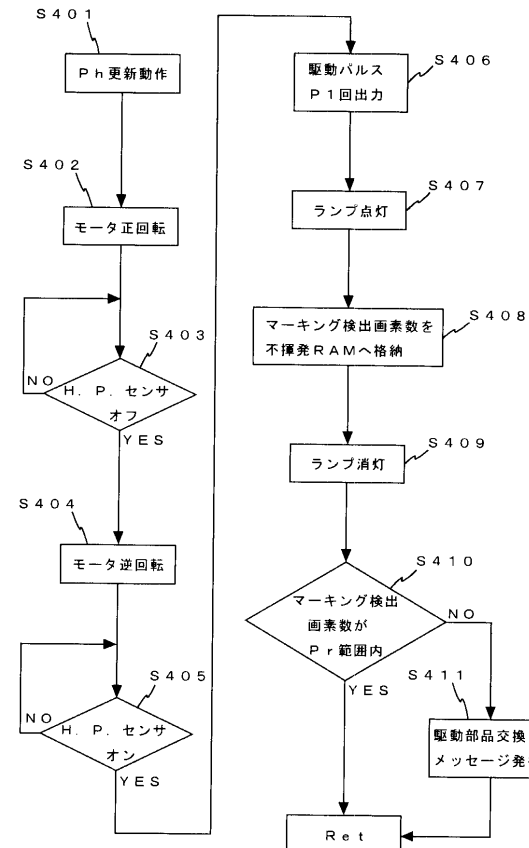 S401
Ph更新動作
S402
モータ正回転
S403
NO
H.P.センサ
オフ
YES
S404
モータ逆回転
S405
NO
H.P.センサ
オン
YES
S406
駆動パルス
P1回出力
S407
ランプ点灯
S408
マーキング検出画素数を
不揮発RAMへ格納
S409
ランプ消灯
S410
マーキング検出
画素数が
Pr範囲内
NO
YES
S411
駆動部品交換
メッセージ発
Ret